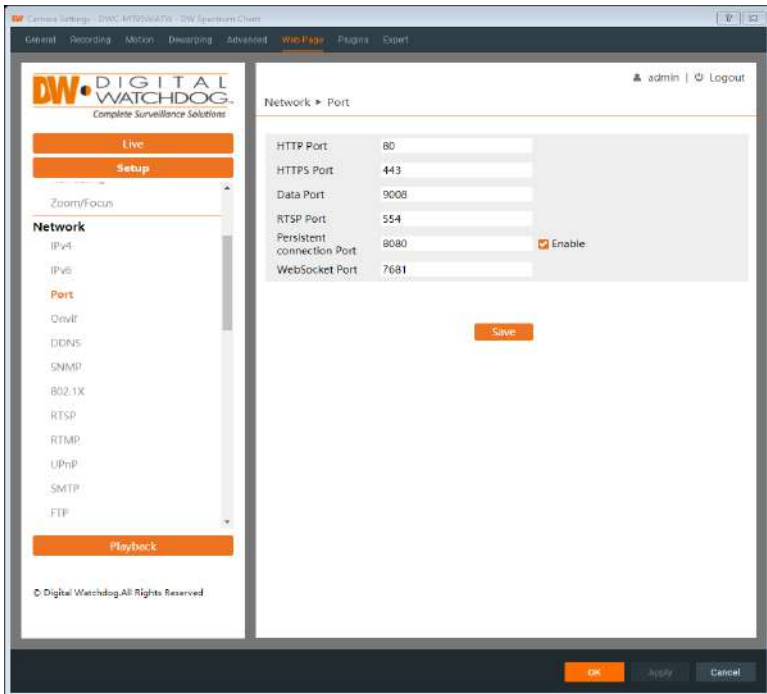 Camera Settings - DWC-MT95Wi6ATW - DW Spectrum Client
General Recording Motion Dewarping Advanced Web Page Plugins Expert
DW DIGITAL WATCHDOG
Complete Surveillance Solutions
admin | Logout
Network ▸ Port
Live
Setup
Zoom/Focus
Network
IPv4
IPv6
Port
Onvif
DDNS
SNMP
802.1X
RTSP
RTMP
UPnP
SMTP
FTP
Playback
© Digital Watchdog.All Rights Reserved
HTTP Port 80
HTTPS Port 443
Data Port 9008
RTSP Port 554
Persistent connection Port 8080 Enable
WebSocket Port 7681
Save
OK Apply Cancel